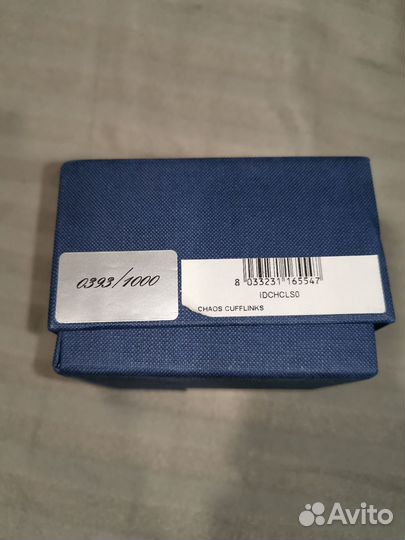 0393/1000
8 033231 165547
IDCHCLS0
CHAOS CUFFLINKS
Avito